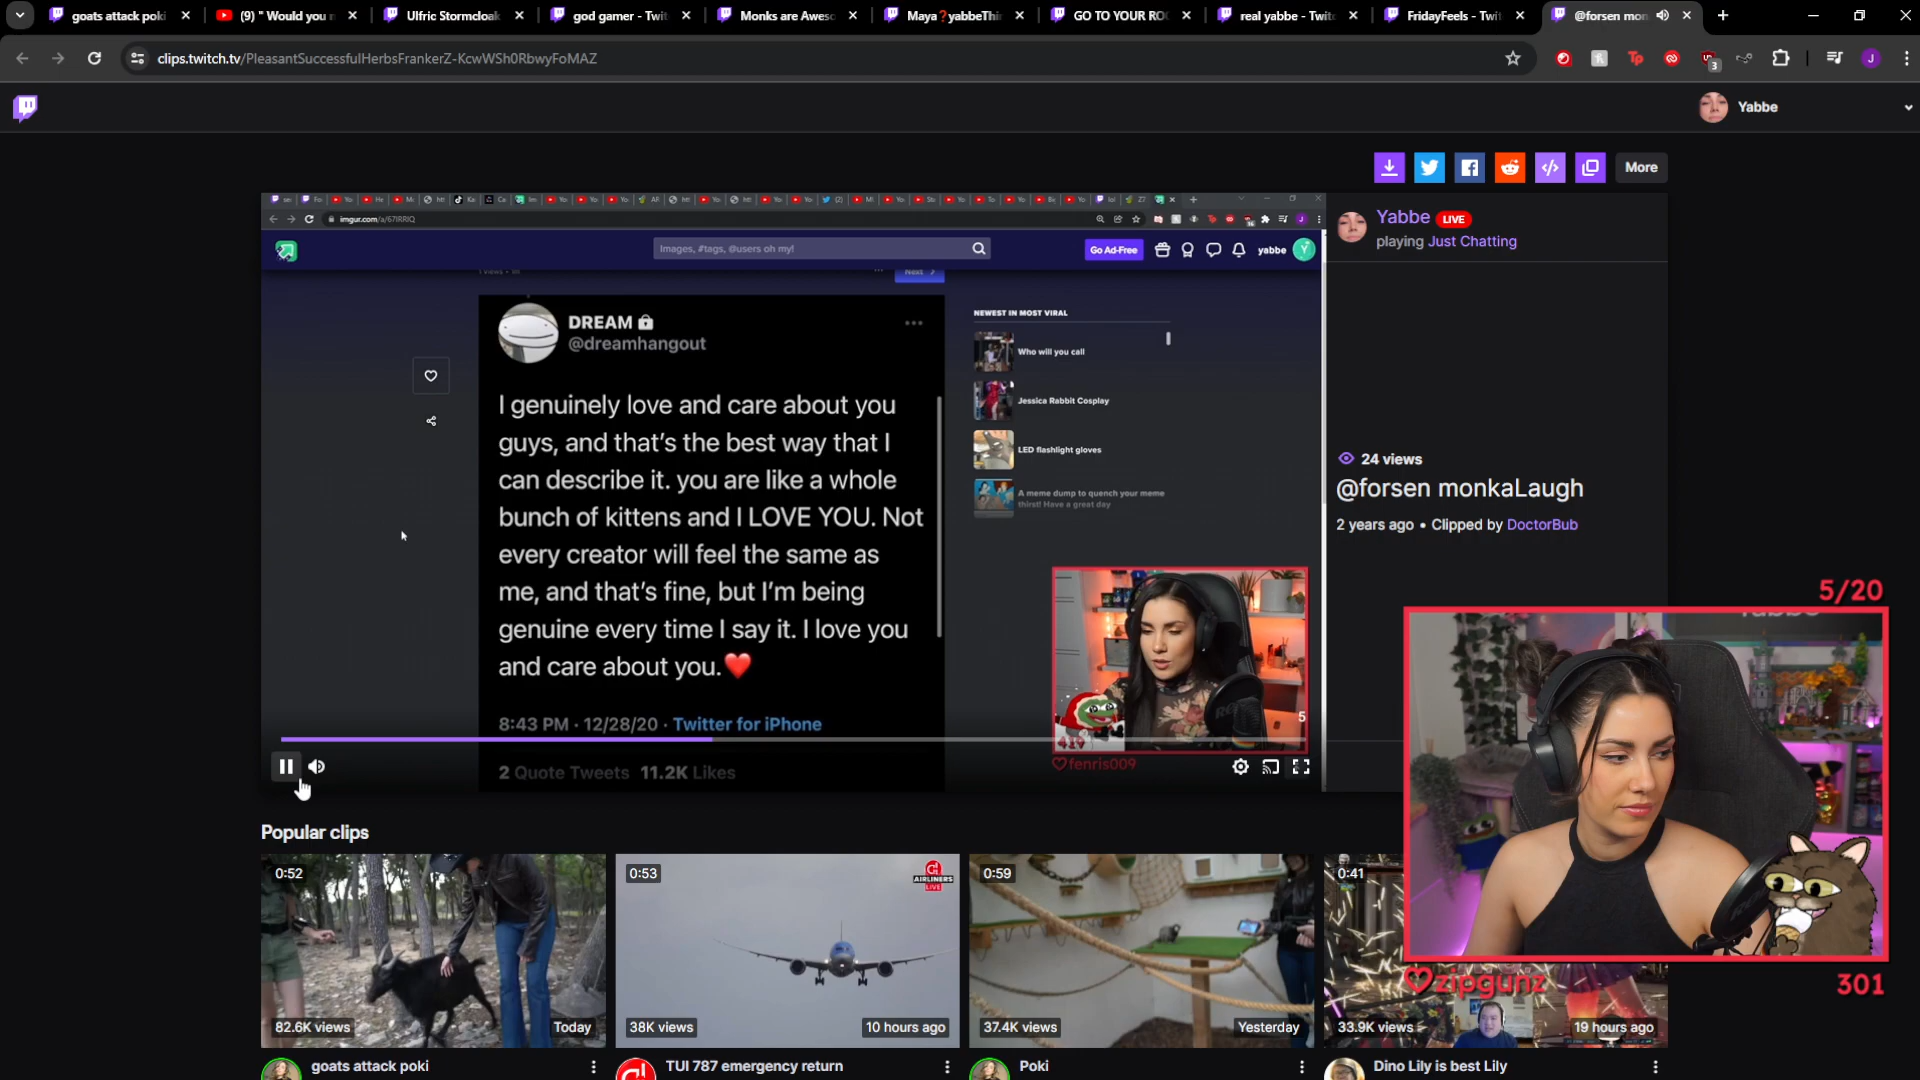 goats attack poki
(9) " Would you r
Ulfric Stormcloak
god gamer - Twit
Monks are Aweso
Maya❓yabbeThi
GO TO YOUR RO
real yabbe - Twitc
FridayFeels - Twit
@forsen mon
clips.twitch.tv/PleasantSuccessfulHerbsFrankerZ-KcwWSh0RbwyFoMAZ
Yabbe
More
imgur.com/a/67IRRIQ
Images, #tags, @users oh my!
Go Ad-Free
yabbe
Next
DREAM
@dreamhangout
I genuinely love and care about you
guys, and that's the best way that I
can describe it. you are like a whole
bunch of kittens and I LOVE YOU. Not
every creator will feel the same as
me, and that's fine, but I'm being
genuine every time I say it. I love you
and care about you.❤️
8:43 PM · 12/28/20 · Twitter for iPhone
2 Quote Tweets 11.2K Likes
NEWEST IN MOST VIRAL
Who will you call
Jessica Rabbit Cosplay
LED flashlight gloves
A meme dump to quench your meme
thirst! Have a great day
419
5
fenris009
Yabbe LIVE
playing Just Chatting
24 views
@forsen monkaLaugh
2 years ago • Clipped by DoctorBub
5/20
zipgunz
301
Popular clips
0:52
82.6K views
Today
goats attack poki
0:53
AIRLINERS
LIVE
38K views
10 hours ago
TUI 787 emergency return
0:59
37.4K views
Yesterday
Poki
0:41
33.9K views
19 hours ago
Dino Lily is best Lily